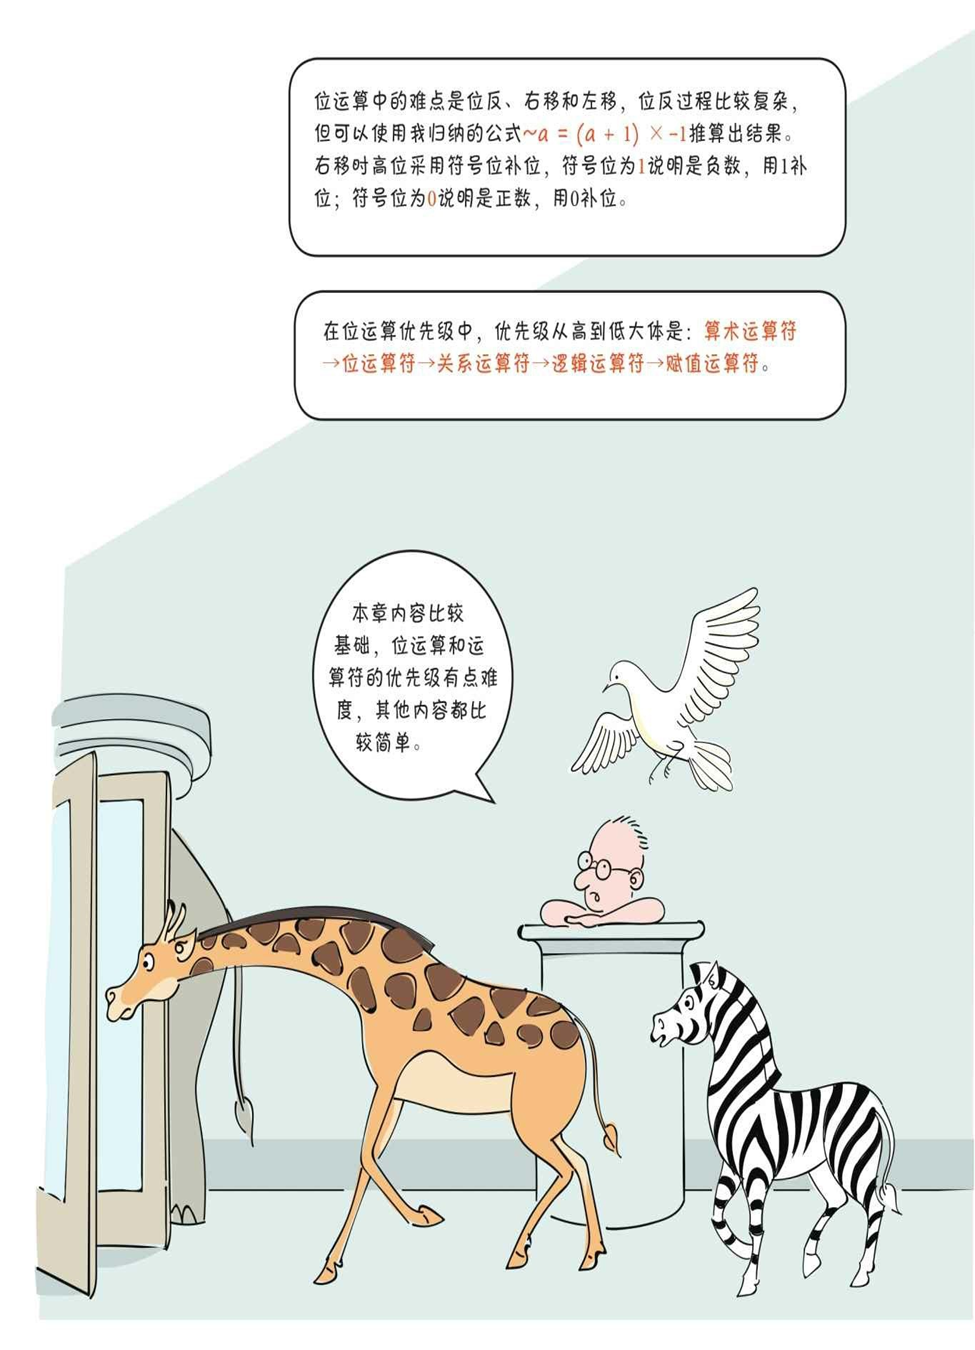 位运算中的难点是位反、右移和左移，位反过程比较复杂，
但可以使用我归纳的公式~a = (a + 1) × -1推算出结果。
右移时高位采用符号位补位，符号位为1说明是负数，用1补
位；符号位为0说明是正数，用0补位。
在位运算优先级中，优先级从高到低大体是：算术运算符
→位运算符→关系运算符→逻辑运算符→赋值运算符。
本章内容比较
基础，位运算和运
算符的优先级有点难
度，其他内容都比
较简单。